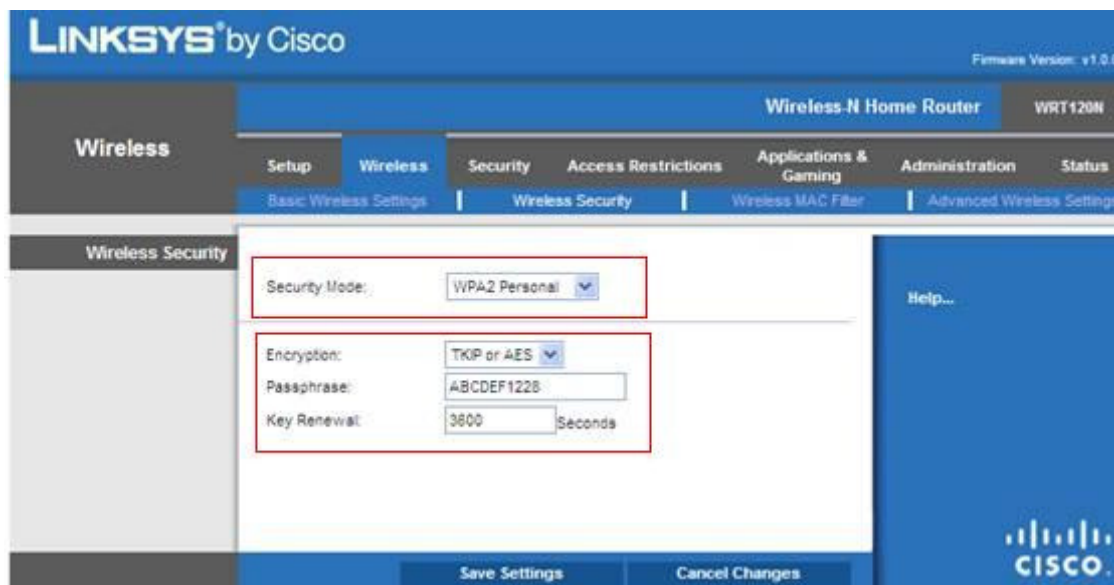 LINKSYS® by Cisco
Firmware Version: v1.0.0
Wireless-N Home Router WRT120N
Wireless
Setup Wireless Security Access Restrictions Applications & Gaming Administration Status
Basic Wireless Settings Wireless Security Wireless MAC Filter Advanced Wireless Settings
Wireless Security
Security Mode: WPA2 Personal
Help...
Encryption: TKIP or AES
Passphrase: ABCDEF1228
Key Renewal: 3600 Seconds
Save Settings Cancel Changes
CISCO.